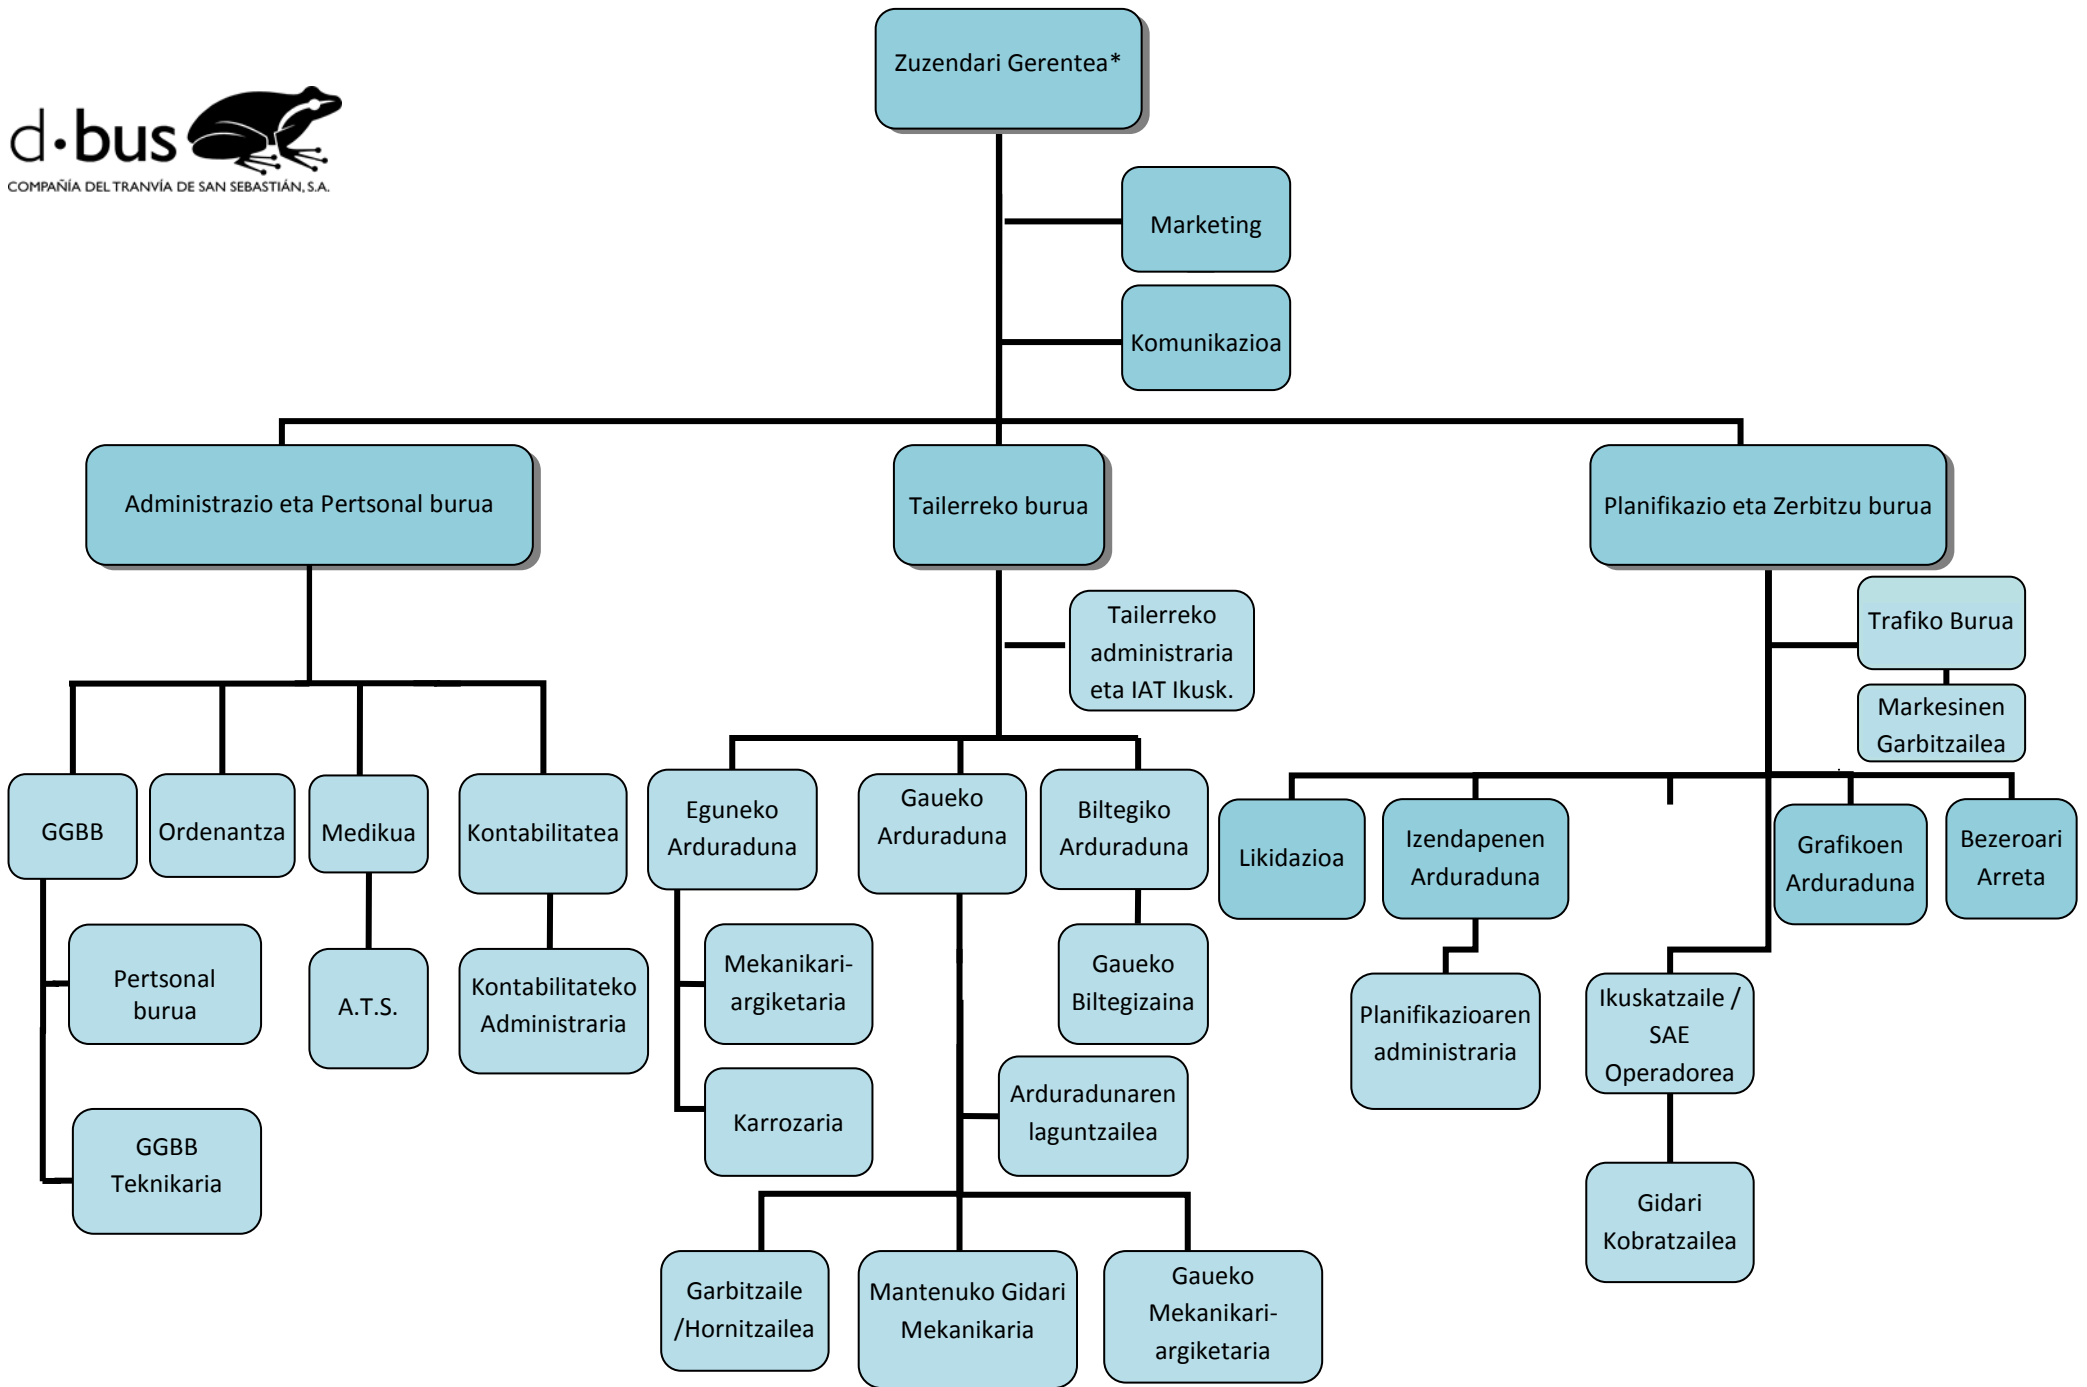 Zuzendari Gerentea*
d·bus
COMPAÑÍA DEL TRANVÍA DE SAN SEBASTIÁN, S.A.
Marketing
Komunikazioa
Administrazio eta Pertsonal burua
Tailerreko burua
Planifikazio eta Zerbitzu burua
Tailerreko
administraria
eta IAT Ikusk.
Trafiko Burua
Markesinen
Garbitzailea
GGBB
Ordenantza
Medikua
Kontabilitatea
Eguneko
Arduraduna
Gaueko
Arduraduna
Biltegiko
Arduraduna
Likidazioa
Izendapenen
Arduraduna
Grafikoen
Arduraduna
Bezeroari
Arreta
Pertsonal
burua
A.T.S.
Kontabilitateko
Administraria
Mekanikari-
argiketaria
Gaueko
Biltegizaina
Planifikazioaren
administraria
Ikuskatzaile /
SAE
Operadorea
Karrozaria
Arduradunaren
laguntzailea
GGBB
Teknikaria
Gidari
Kobratzailea
Garbitzaile
/Hornitzailea
Mantenuko Gidari
Mekanikaria
Gaueko
Mekanikari-
argiketaria